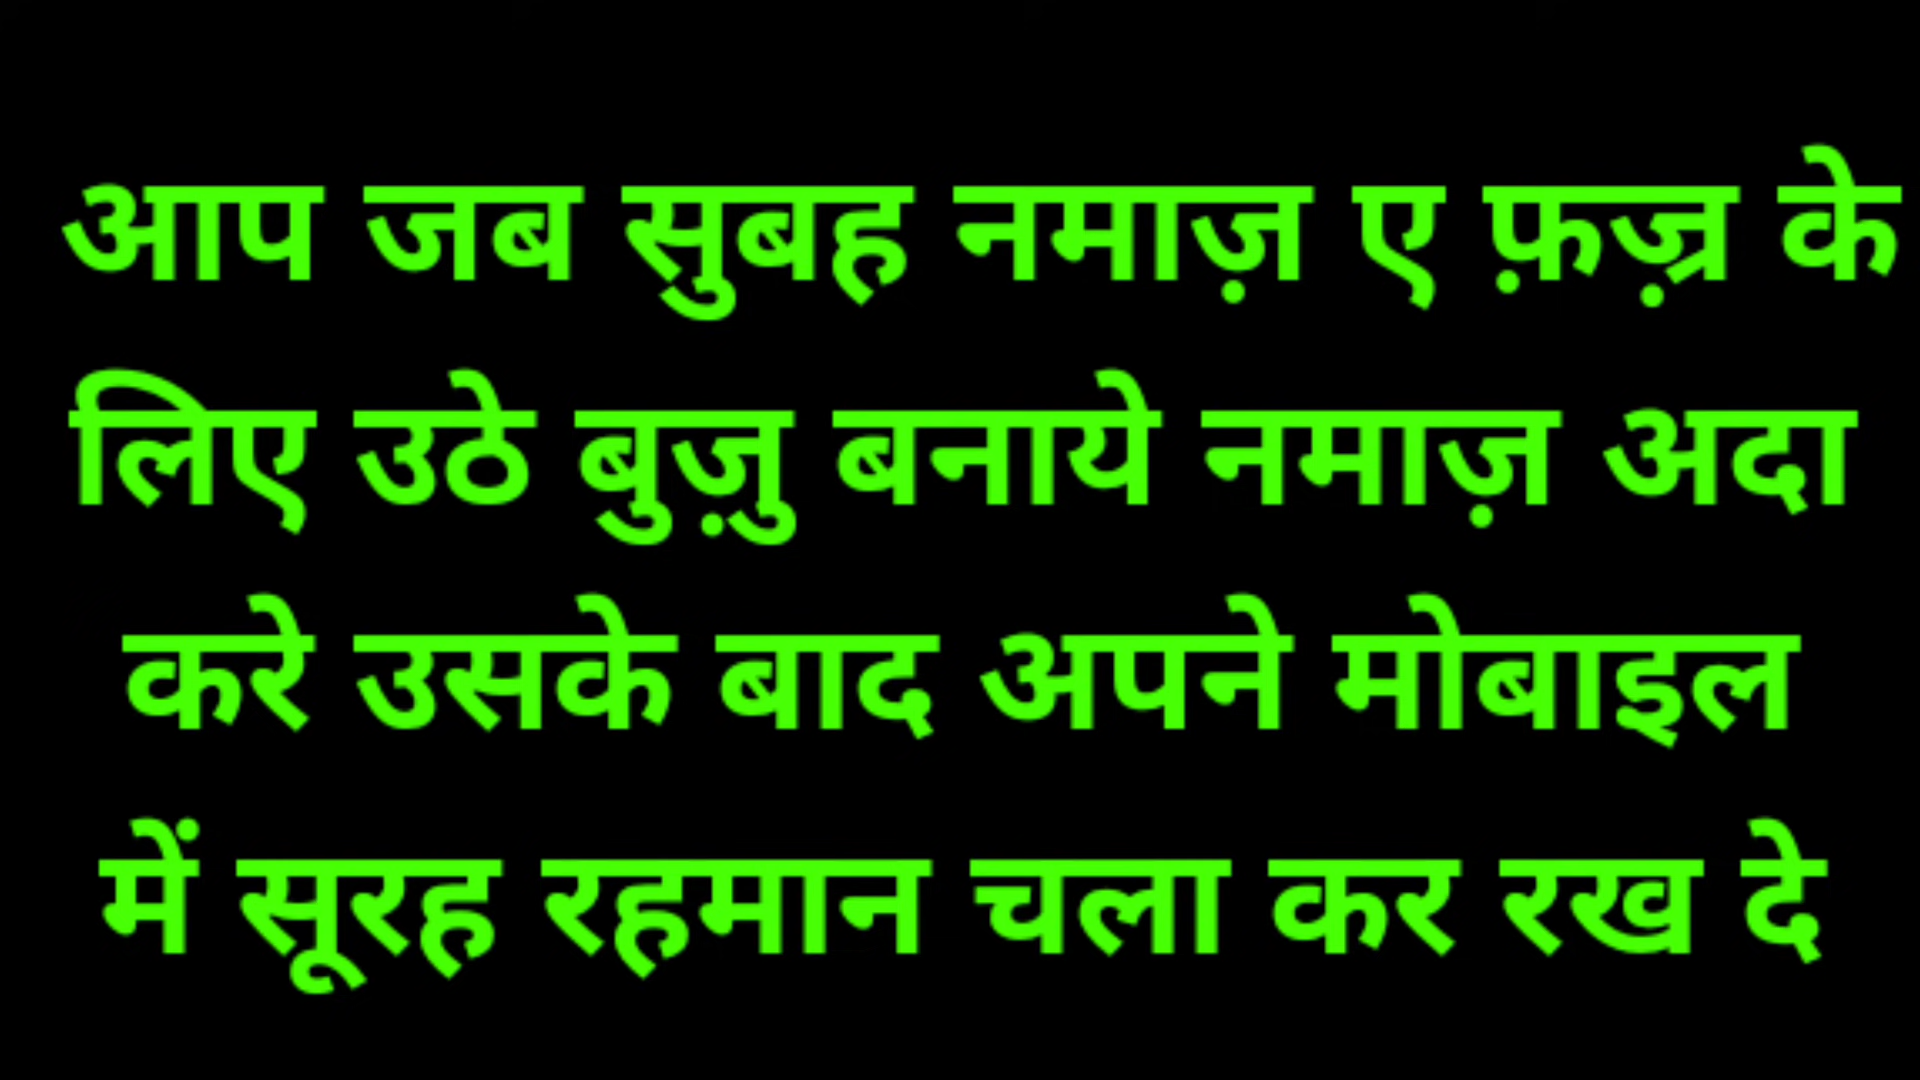 आप जब सुबह नमाज़ ए फ़ज़्र के
लिए उठे बुज़ु बनाये नमाज़ अदा
करे उसके बाद अपने मोबाइल
में सूरह रहमान चला कर रख दे